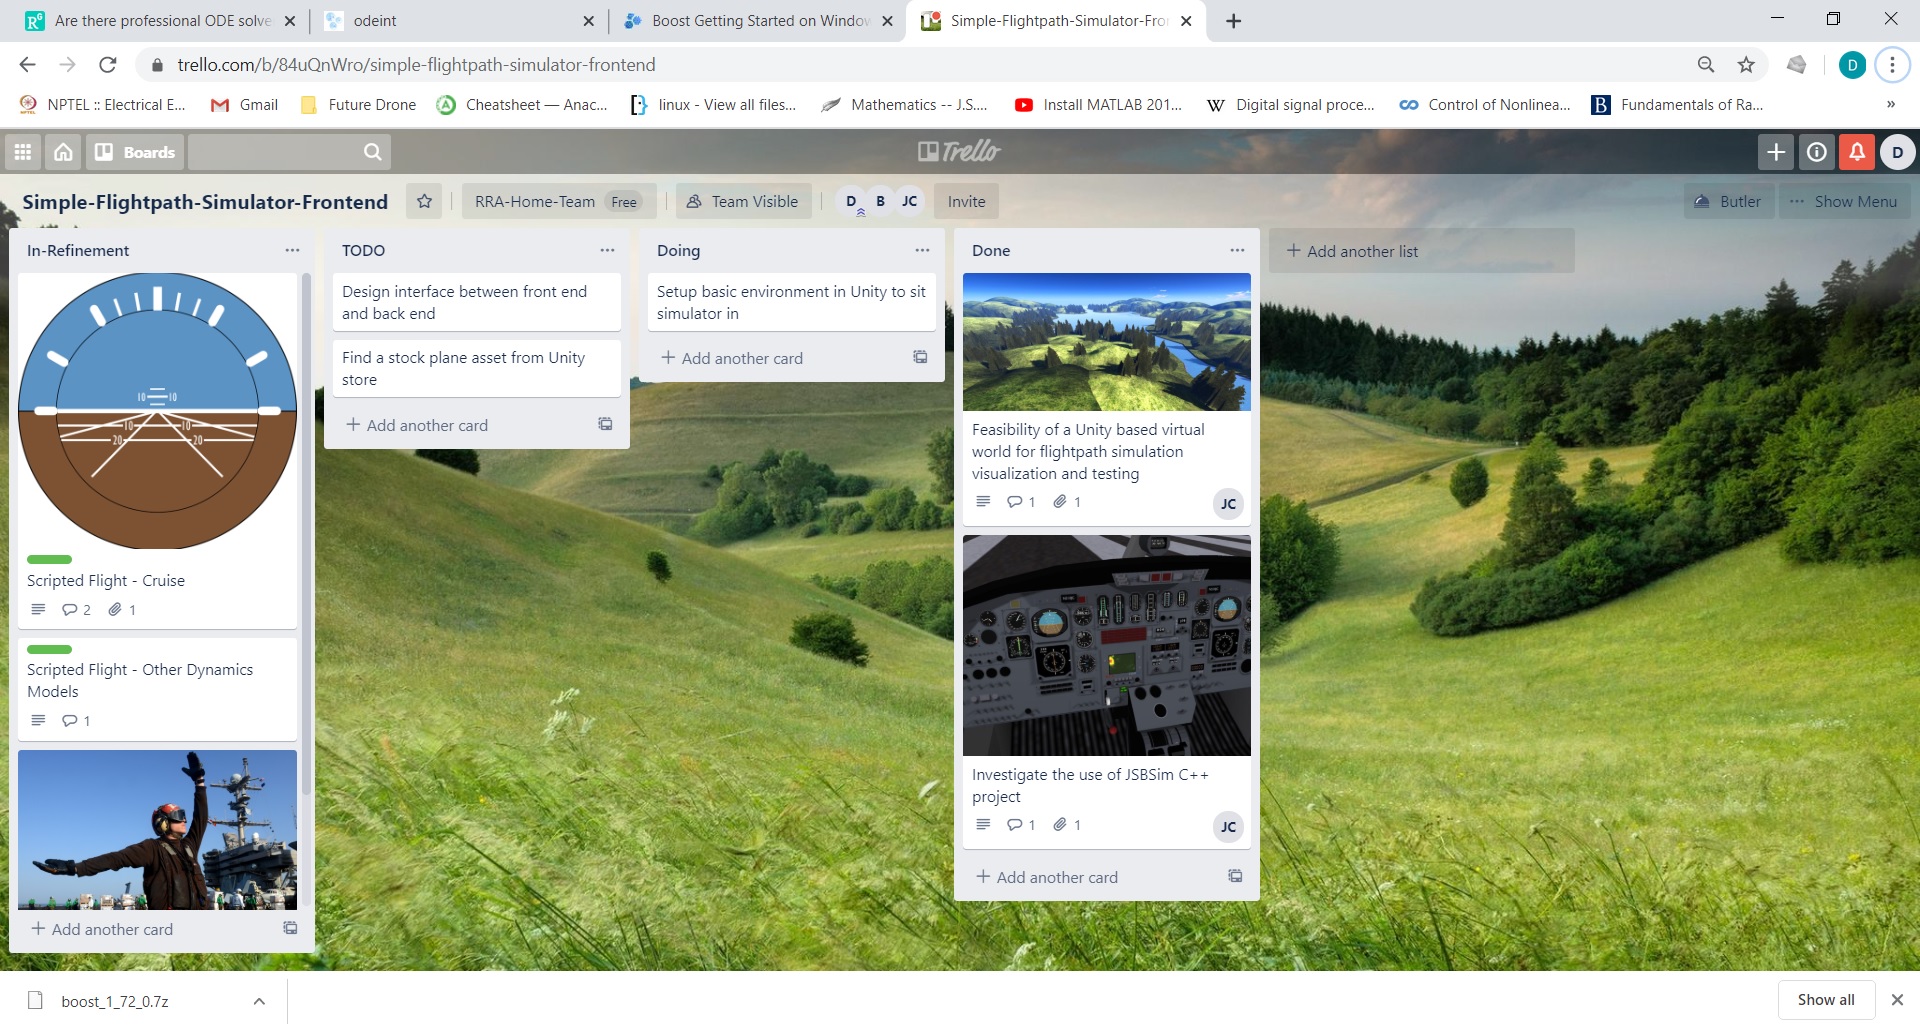 Are there professional ODE solve
odeint
Boost Getting Started on Window
Simple-Flightpath-Simulator-Fron
trello.com/b/84uQnWro/simple-flightpath-simulator-frontend
D
NPTEL :: Electrical E...
Gmail
Future Drone
Cheatsheet — Anac...
linux - View all files...
Mathematics -- J.S....
Install MATLAB 201...
Digital signal proce...
Control of Nonlinea...
Fundamentals of Ra...
Boards
Trello
D
Simple-Flightpath-Simulator-Frontend
RRA-Home-Team Free
Team Visible
D B JC
Invite
Butler
Show Menu
In-Refinement
10 10
10 10
20 20
Scripted Flight - Cruise
2 1
Scripted Flight - Other Dynamics
Models
1
+ Add another card
TODO
Design interface between front end
and back end
Find a stock plane asset from Unity
store
+ Add another card
Doing
Setup basic environment in Unity to sit
simulator in
+ Add another card
Done
Feasibility of a Unity based virtual
world for flightpath simulation
visualization and testing
1 1
JC
Investigate the use of JSBSim C++
project
1 1
JC
+ Add another card
+ Add another list
boost_1_72_0.7z
Show all